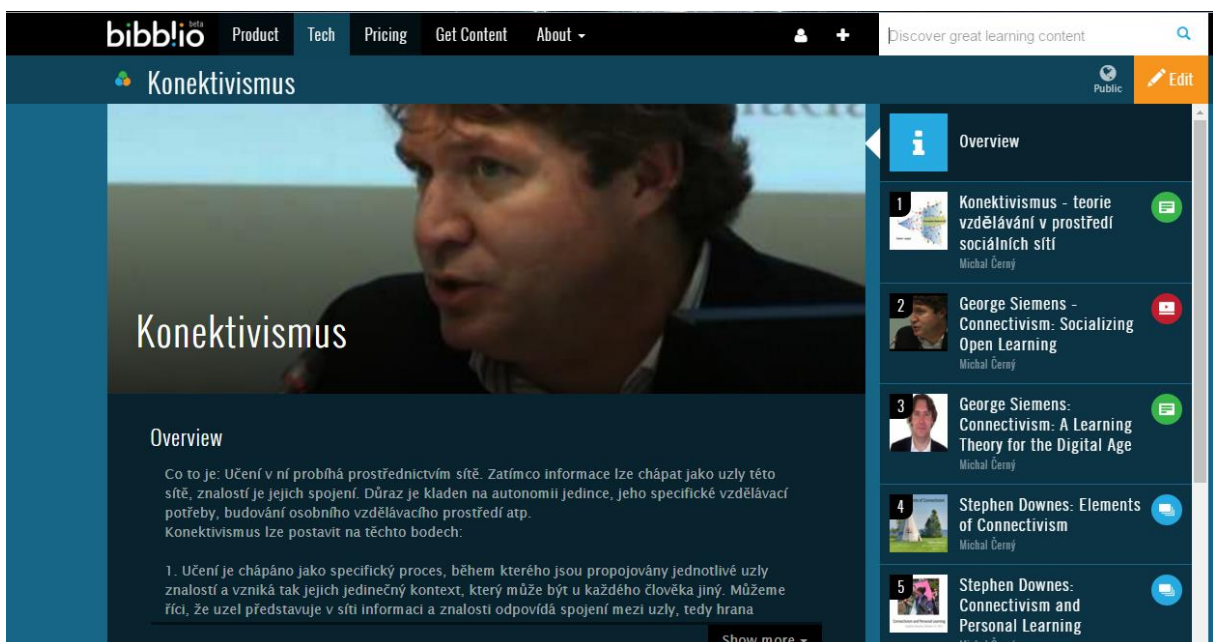 bibblio beta
Product Tech Pricing Get Content About
Discover great learning content
Konektivismus
Public
Edit
Konektivismus
Overview
Co to je: Učení v ní probíhá prostřednictvím sítě. Zatímco informace lze chápat jako uzly této
sítě, znalostí je jejich spojení. Důraz je kladen na autonomii jedince, jeho specifické vzdělávací
potřeby, budování osobního vzdělávacího prostředí atp.
Konektivismus lze postavit na těchto bodech:
1. Učení je chápáno jako specifický proces, během kterého jsou propojovány jednotlivé uzly
znalostí a vzniká tak jejich jedinečný kontext, který může být u každého člověka jiný. Můžeme
říci, že uzel představuje v síti informaci a znalosti odpovídá spojení mezi uzly, tedy hrana
Show more
Overview
1
Konektivismus - teorie
vzdělávání v prostředí
sociálních sítí
Michal Černý
2
George Siemens -
Connectivism: Socializing
Open Learning
Michal Černý
3
George Siemens:
Connectivism: A Learning
Theory for the Digital Age
Michal Černý
4
Stephen Downes: Elements
of Connectivism
Michal Černý
5
Stephen Downes:
Connectivism and
Personal Learning